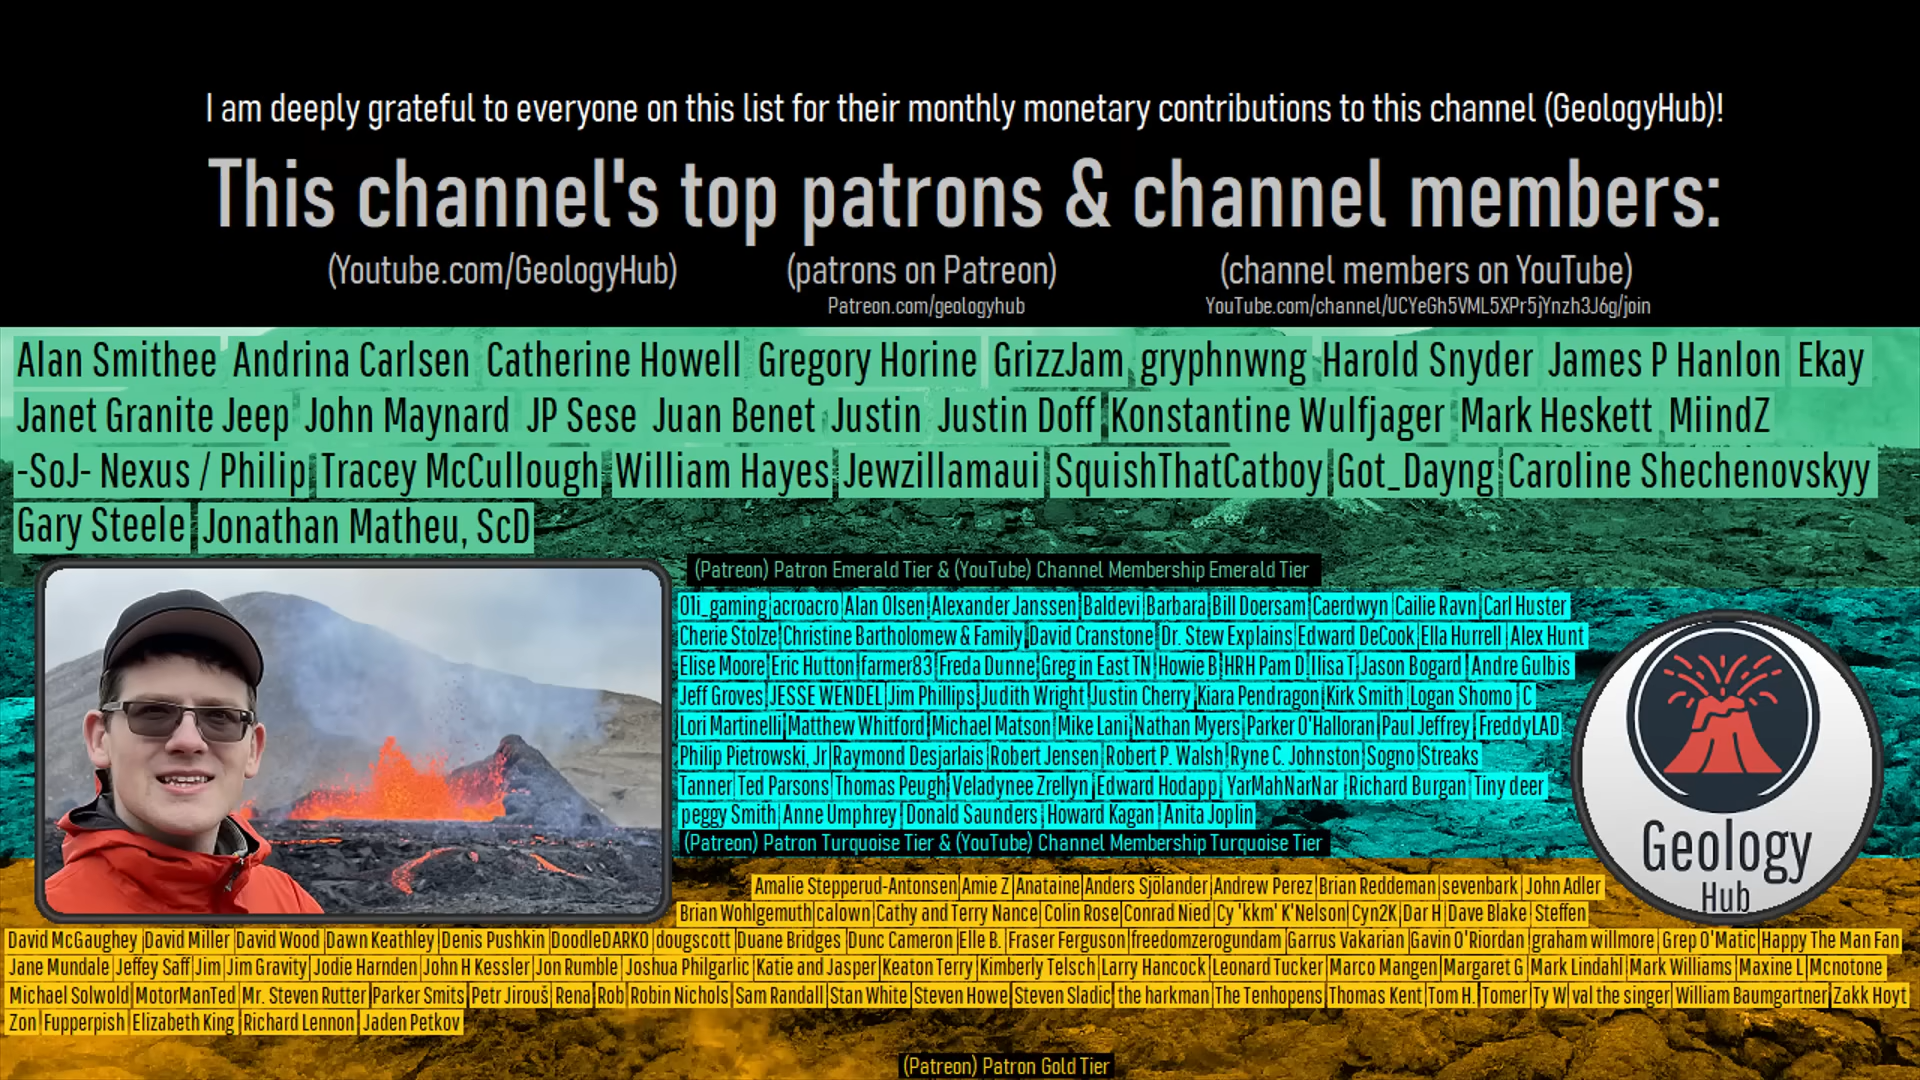 I am deeply grateful to everyone on this list for their monthly monetary contributions to this channel (GeologyHub)!
This channel's top patrons & channel members:
(Youtube.com/GeologyHub) (patrons on Patreon) (channel members on YouTube)
Patreon.com/geologyhub YouTube.com/channel/UCYeGh5VML5XPr5jYnzh3J6g/join
Alan Smithee Andrina Carlsen Catherine Howell Gregory Horine GrizzJam gryphnwng Harold Snyder James P Hanlon Ekay
Janet Granite Jeep John Maynard JP Sese Juan Benet Justin Justin Doff Konstantine Wulfjager Mark Heskett MiindZ
-SoJ- Nexus / Philip Tracey McCullough William Hayes Jewzillamaui SquishThatCatboy Got_Dayng Caroline Shechenovskyy
Gary Steele Jonathan Matheu, ScD
(Patreon) Patron Emerald Tier & (YouTube) Channel Membership Emerald Tier
01i_gaming acroacro Alan Olsen Alexander Janssen Baldevi Barbara Bill Doersam Caerdwyn Cailie Ravn Carl Huster
Cherie Stolze Christine Bartholomew & Family David Cranstone Dr. Stew Explains Edward DeCook Ella Hurrell Alex Hunt
Elise Moore Eric Hutton farmer83 Freda Dunne Greg in East TN Howie B HRH Pam D Ilisa T Jason Bogard Andre Gulbis
Jeff Groves JESSE WENDEL Jim Phillips Judith Wright Justin Cherry Kiara Pendragon Kirk Smith Logan Shomo C
Lori Martinelli Matthew Whitford Michael Matson Mike Lani Nathan Myers Parker O'Halloran Paul Jeffrey FreddyLAD
Philip Pietrowski, Jr Raymond Desjarlais Robert Jensen Robert P. Walsh Ryne C. Johnston Sogno Streaks
Tanner Ted Parsons Thomas Peugh Veladynee Zrellyn Edward Hodapp YarMahNarNar Richard Burgan Tiny deer
peggy Smith Anne Umphrey Donald Saunders Howard Kagan Anita Joplin
(Patreon) Patron Turquoise Tier & (YouTube) Channel Membership Turquoise Tier
Geology
Hub
Amalie Stepperud-Antonsen Amie Z Anataine Anders Sjölander Andrew Perez Brian Reddeman sevenbark John Adler
Brian Wohlgemuth calown Cathy and Terry Nance Colin Rose Conrad Nied Cy 'kkm' K'Nelson Cyn2K Dar H Dave Blake Steffen
David McGaughey David Miller David Wood Dawn Keathley Denis Pushkin DoodleDARKO dougscott Duane Bridges Dunc Cameron Elle B. Fraser Ferguson freedomzerogundam Garrus Vakarian Gavin O'Riordan graham willmore Grep O'Matic Happy The Man Fan
Jane Mundale Jeffey Saff Jim Jim Gravity Jodie Harnden John H Kessler Jon Rumble Joshua Philgarlic Katie and Jasper Keaton Terry Kimberly Telsch Larry Hancock Leonard Tucker Marco Mangen Margaret G Mark Lindahl Mark Williams Maxine L Mcnotone
Michael Solwold MotorManTed Mr. Steven Rutter Parker Smits Petr Jirouš Rena Rob Robin Nichols Sam Randall Stan White Steven Howe Steven Sladic the harkman The Tenhopens Thomas Kent Tom H. Tomer Ty W val the singer William Baumgartner Zakk Hoyt
Zon Fupperpish Elizabeth King Richard Lennon Jaden Petkov
(Patreon) Patron Gold Tier